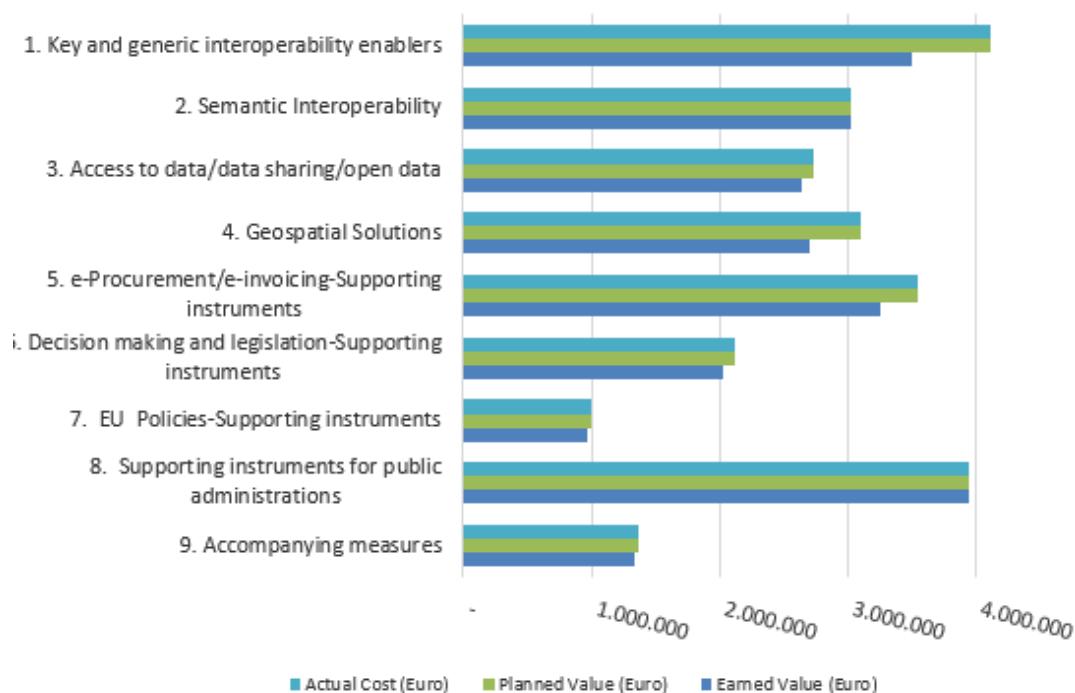 1. Key and generic interoperability enablers
2. Semantic Interoperability
3. Access to data/data sharing/open data
4. Geospatial Solutions
5. e-Procurement/e-invoicing-Supporting
instruments
. Decision making and legislation-Supporting
instruments
7. EU Policies-Supporting instruments
8. Supporting instruments for public
administrations
9. Accompanying measures
- 1.000.000 2.000.000 3.000.000 4.000.000
Actual Cost (Euro) Planned Value (Euro) Earned Value (Euro)